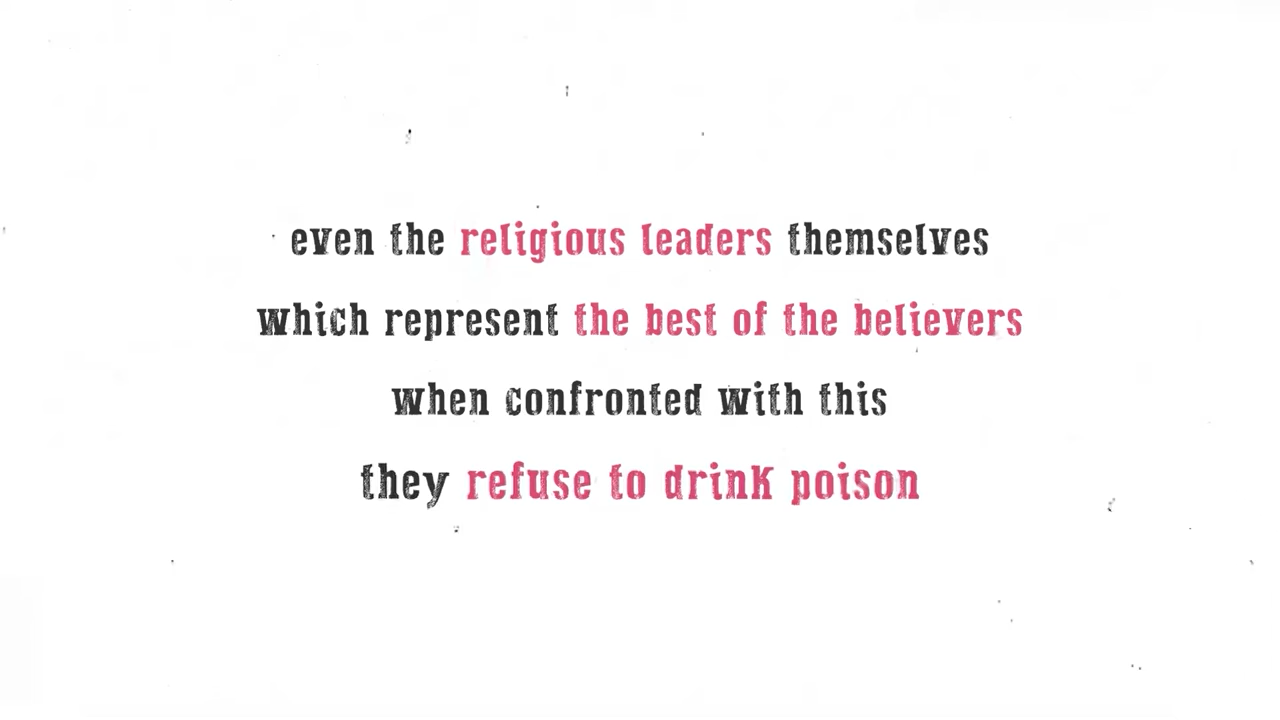 even the religious leaders themselves
which represent the best of the believers
when confronted with this
they refuse to drink poison